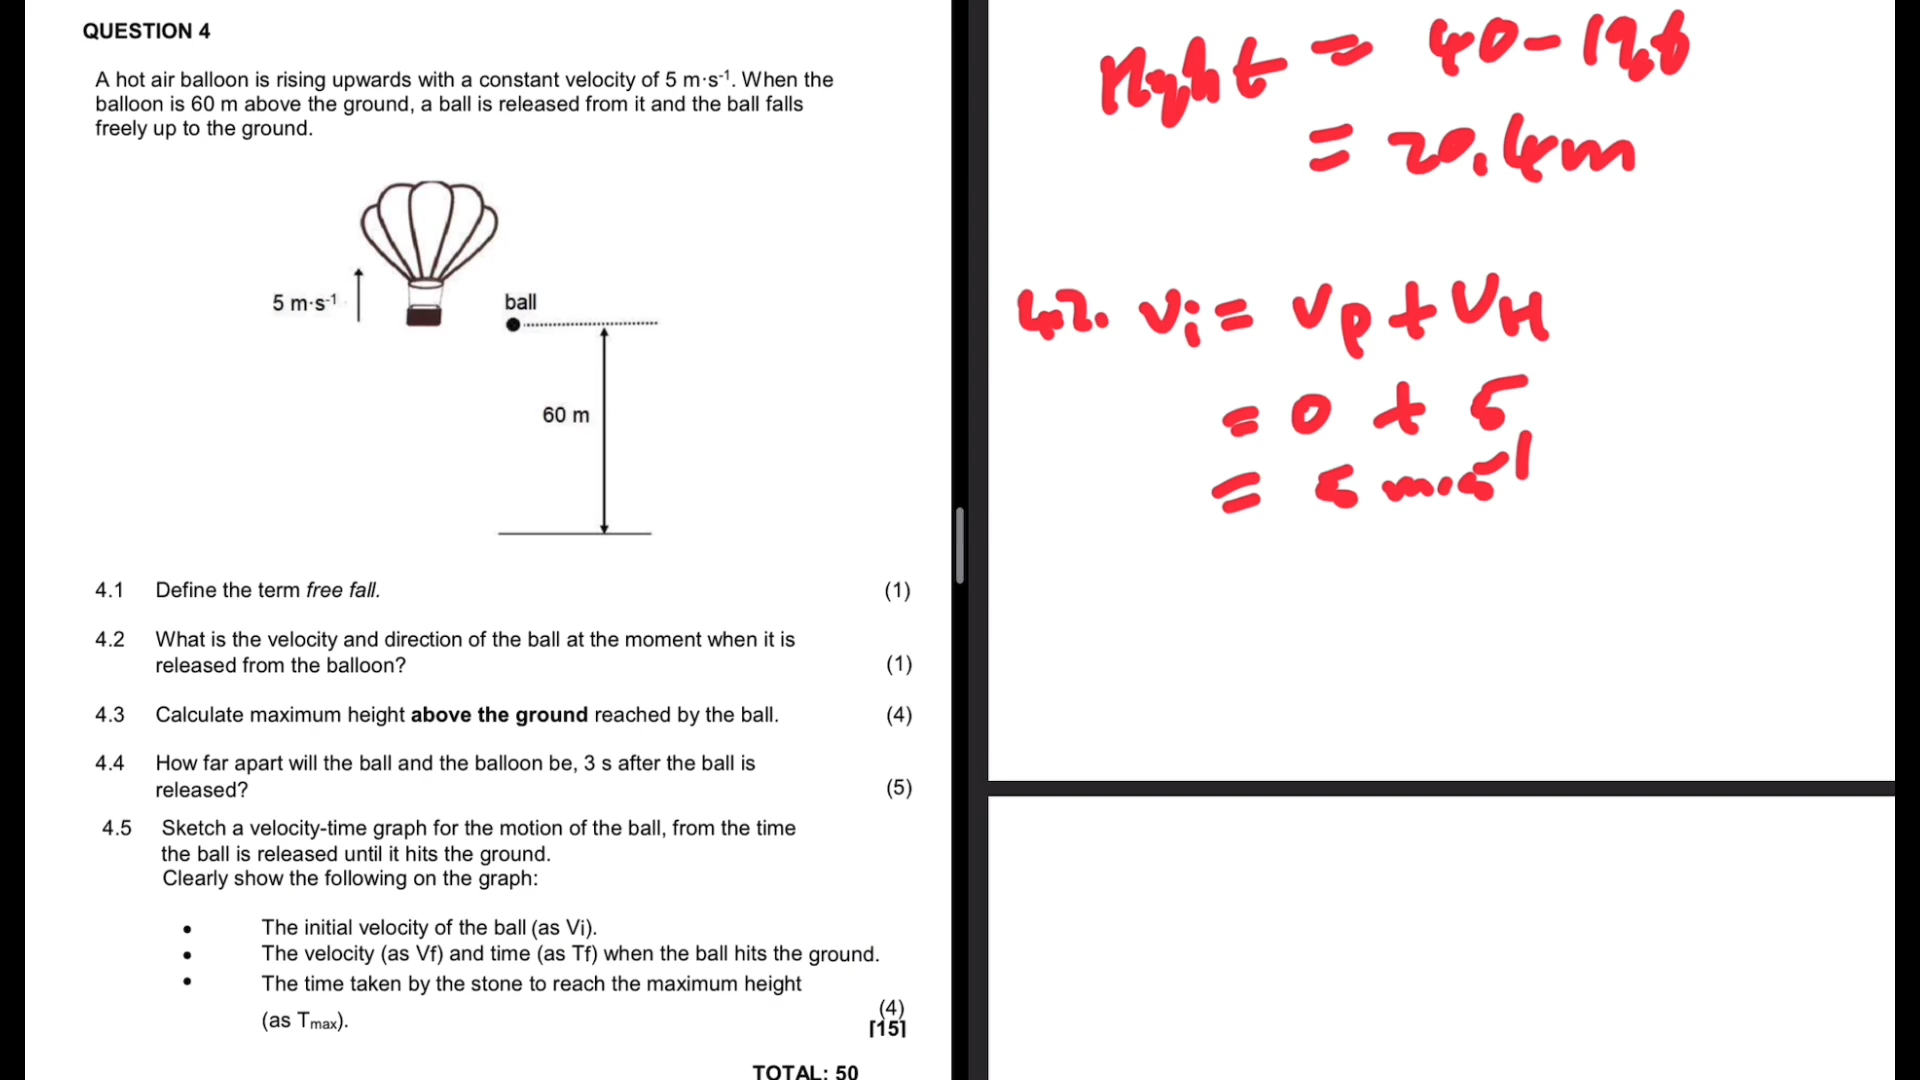 QUESTION 4
A hot air balloon is rising upwards with a constant velocity of 5 m·s⁻¹. When the
balloon is 60 m above the ground, a ball is released from it and the ball falls
freely up to the ground.
5 m·s⁻¹
ball
60 m
4.1 Define the term free fall. (1)
4.2 What is the velocity and direction of the ball at the moment when it is
released from the balloon? (1)
4.3 Calculate maximum height above the ground reached by the ball. (4)
4.4 How far apart will the ball and the balloon be, 3 s after the ball is
released? (5)
4.5 Sketch a velocity-time graph for the motion of the ball, from the time
the ball is released until it hits the ground.
Clearly show the following on the graph:
• The initial velocity of the ball (as Vi).
• The velocity (as Vf) and time (as Tf) when the ball hits the ground.
• The time taken by the stone to reach the maximum height
(as Tmax). (4)
[15]
TOTAL: 50
= 40 - 19,6
= 20.4m
4.2. Vi = VP + VH
= 0 + 5
= 5 m.s⁻¹